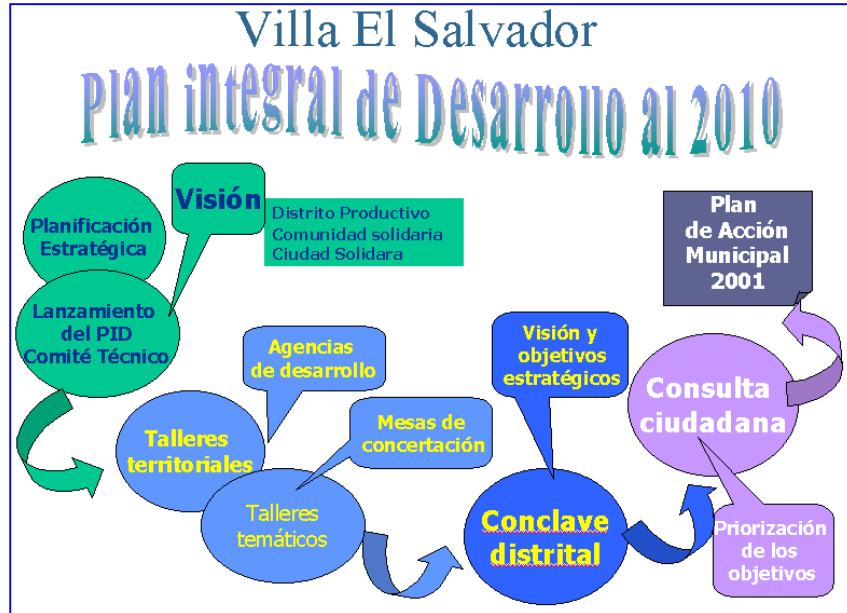 Villa El Salvador
Plan integral de Desarrollo al 2010
Visión
Distrito Productivo
Comunidad solidaria
Ciudad Solidara
Planificación
Estratégica
Lanzamiento
del PID
Comité Técnico
Agencias
de desarrollo
Talleres
territoriales
Mesas de
concertación
Talleres
temáticos
Visión y
objetivos
estratégicos
Conclave
distrital
Consulta
ciudadana
Priorización
de los
objetivos
Plan
de Acción
Municipal
2001